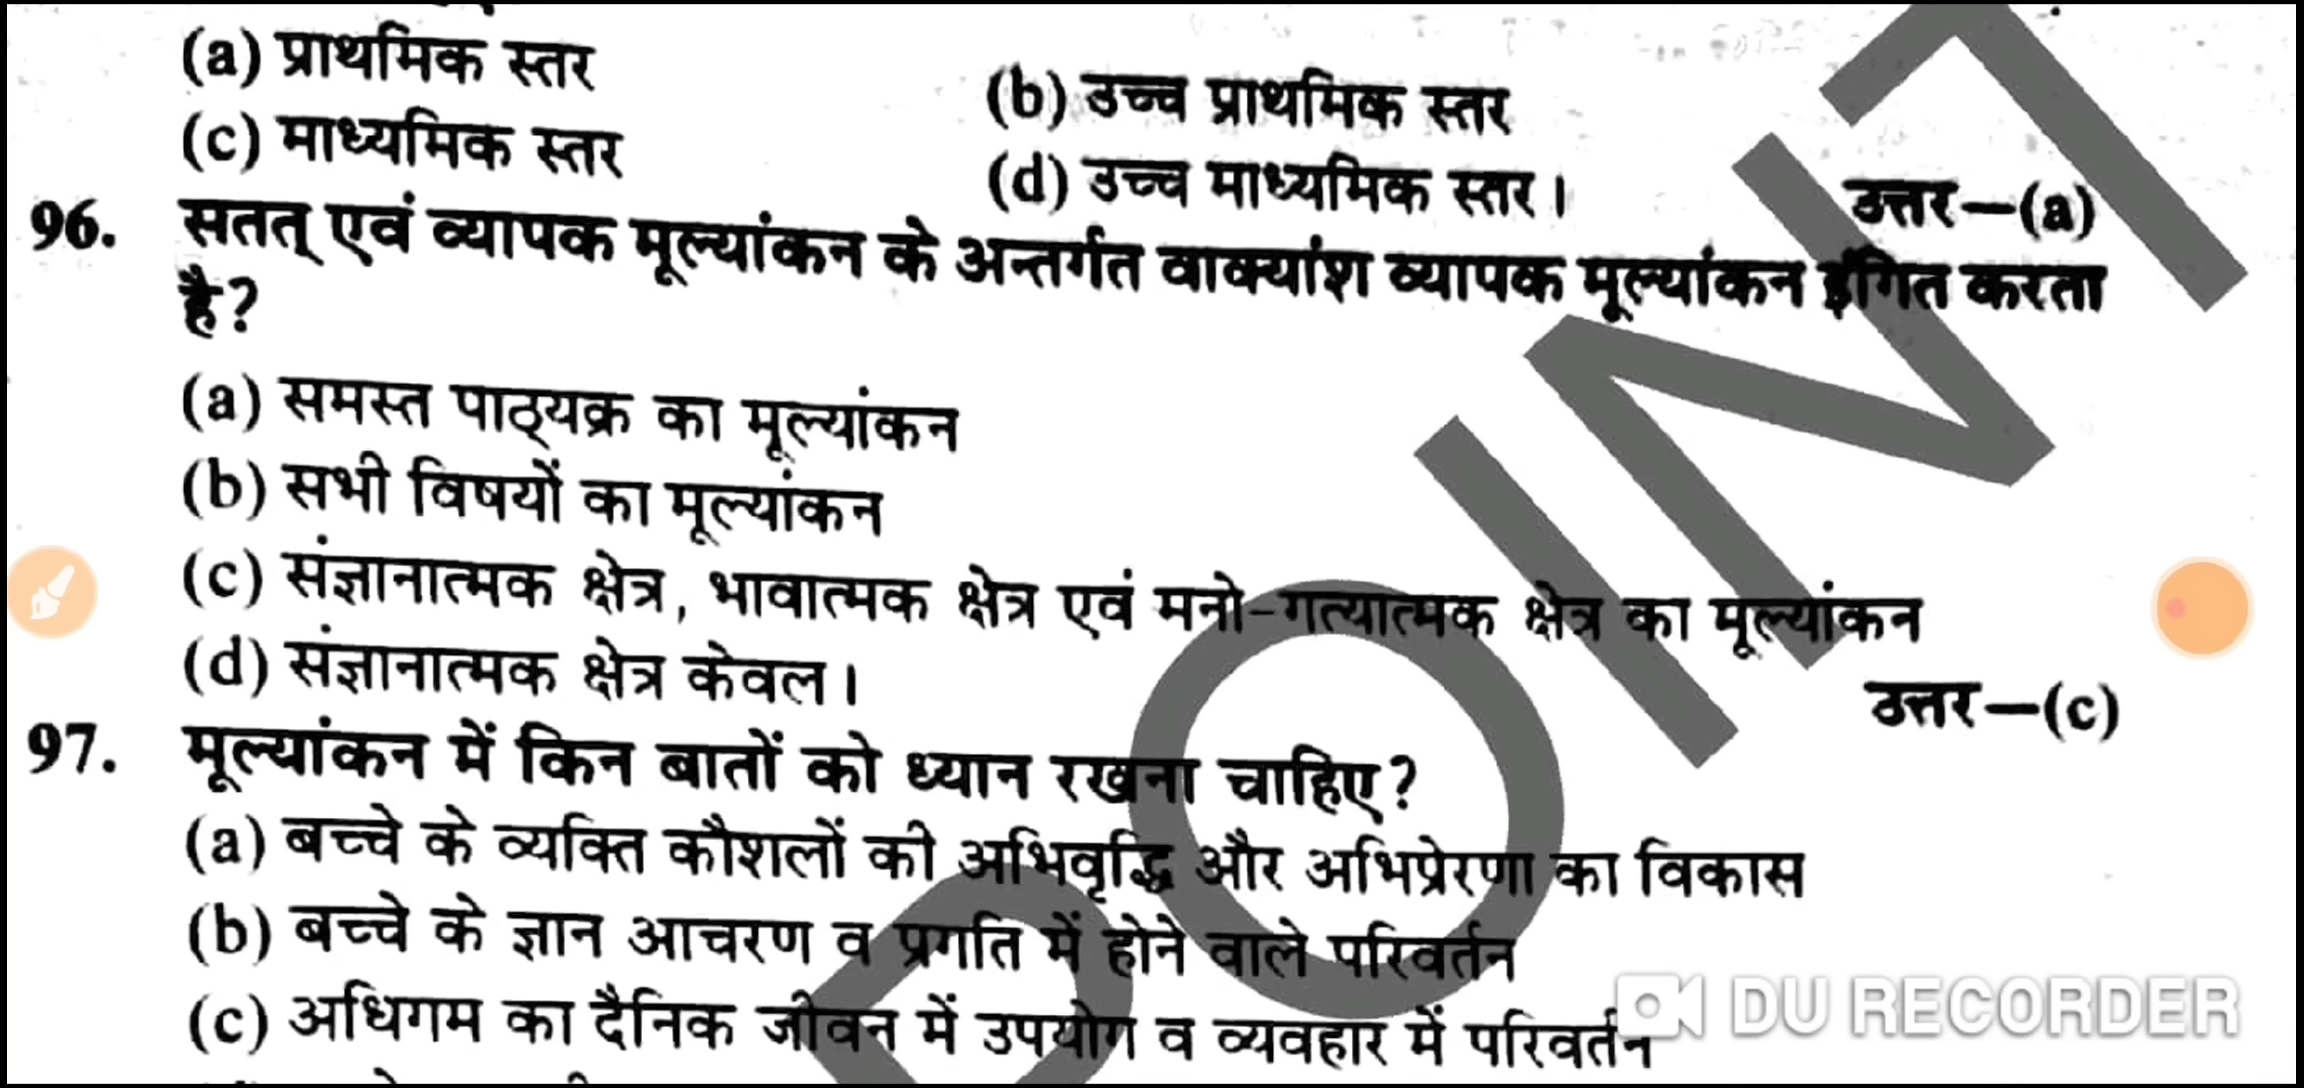 (a) प्राथमिक स्तर
(b) उच्च प्राथमिक स्तर
(c) माध्यमिक स्तर
(d) उच्च माध्यमिक स्तर।
उत्तर—(a)
96. सतत् एवं व्यापक मूल्यांकन के अन्तर्गत वाक्यांश व्यापक मूल्यांकन इंगित करता
है?
(a) समस्त पाठ्यक्र का मूल्यांकन
(b) सभी विषयों का मूल्यांकन
(c) संज्ञानात्मक क्षेत्र, भावात्मक क्षेत्र एवं मनो-गत्यात्मक क्षेत्र का मूल्यांकन
(d) संज्ञानात्मक क्षेत्र केवल।
उत्तर—(c)
97. मूल्यांकन में किन बातों को ध्यान रखना चाहिए?
(a) बच्चे के व्यक्ति कौशलों की अभिवृद्धि और अभिप्रेरणा का विकास
(b) बच्चे के ज्ञान आचरण व प्रगति में होने वाले परिवर्तन
(c) अधिगम का दैनिक जीवन में उपयोग व व्यवहार में परिवर्तन
POINT
DU RECORDER